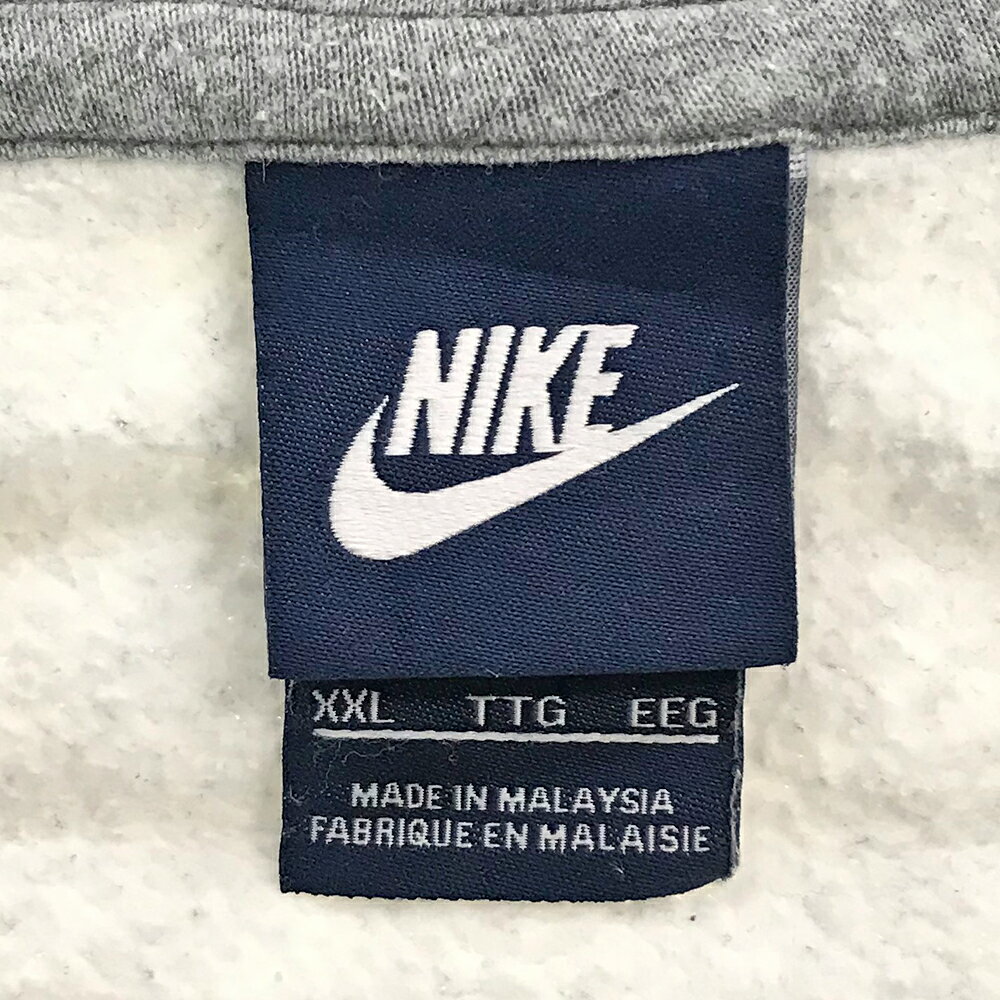 NIKE
XXL TTG EEG
MADE IN MALAYSIA
FABRIQUE EN MALAISIE